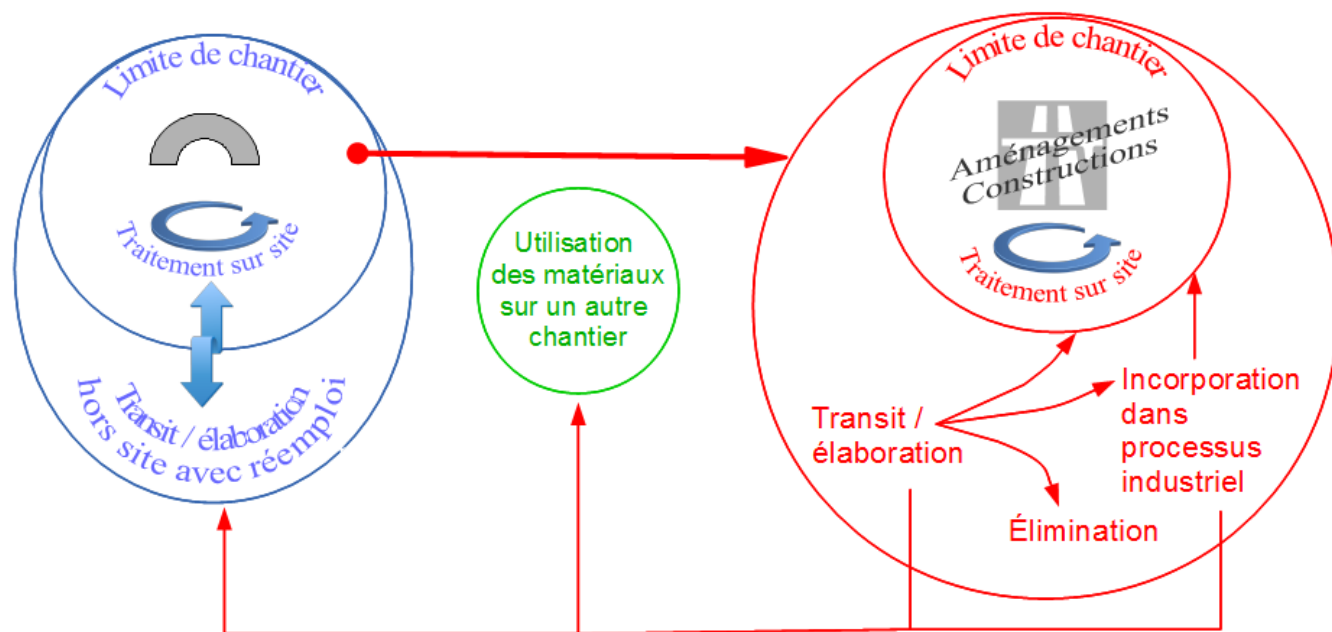 Limite de chantier
Traitement sur site
Transit / élaboration
hors site avec réemploi
Utilisation
des matériaux
sur un autre
chantier
Limite de chantier
Aménagements
Constructions
Traitement sur site
Transit /
élaboration
Incorporation
dans
processus
industriel
Élimination